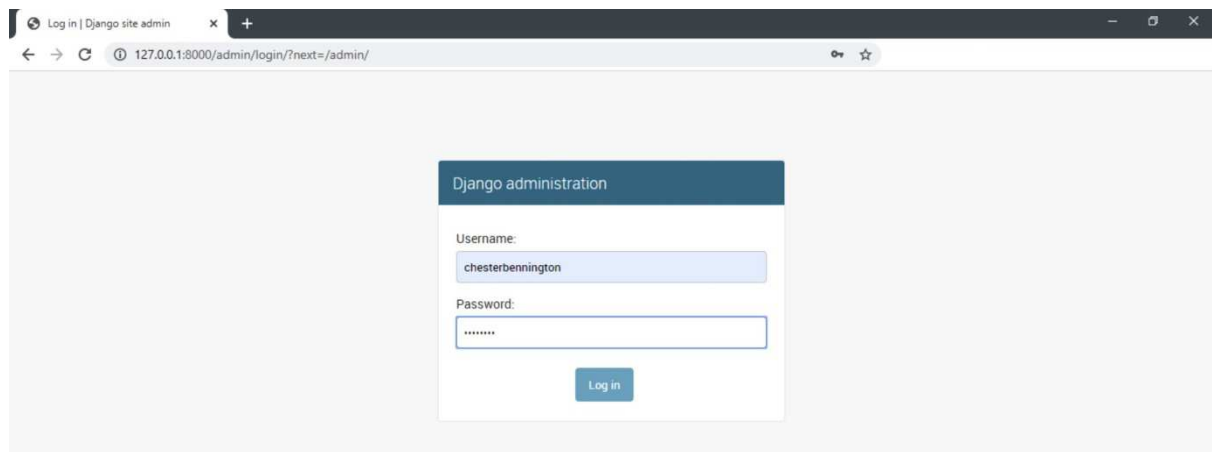 Log in | Django site admin
127.0.0.1:8000/admin/login/?next=/admin/
Django administration
Username:
chesterbennington
Password:
••••••••
Log in